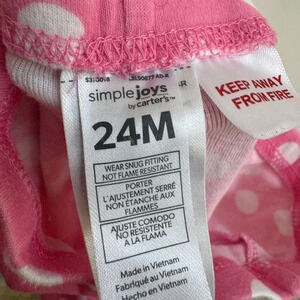 simple joys
by carter's™
24M
WEAR SNUG FITTING
NOT FLAME RESISTANT
PORTER
L'AJUSTEMENT SERRÉ
NON ÉTANCHE AUX
FLAMMES
AJUSTE COMODO
NO RESISTENTE
A LA FLAMA
Made in Vietnam
Fabriqué au Vietnam
Hecho en Vietnam
KEEP AWAY
FROM FIRE